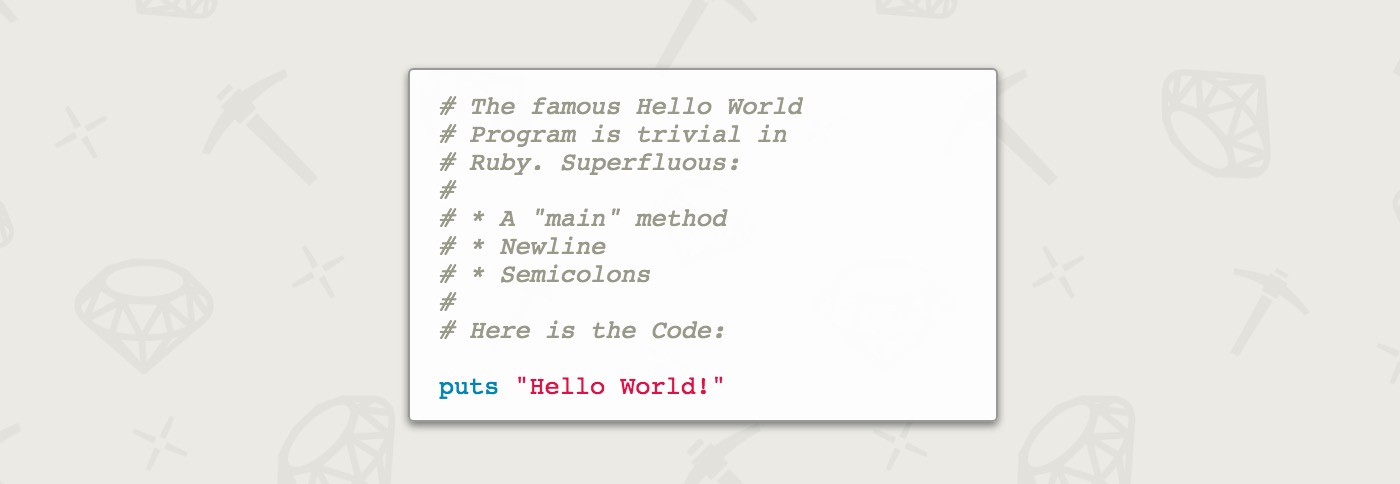 # The famous Hello World
# Program is trivial in
# Ruby. Superfluous:
#
# * A "main" method
# * Newline
# * Semicolons
#
# Here is the Code:
puts "Hello World!"